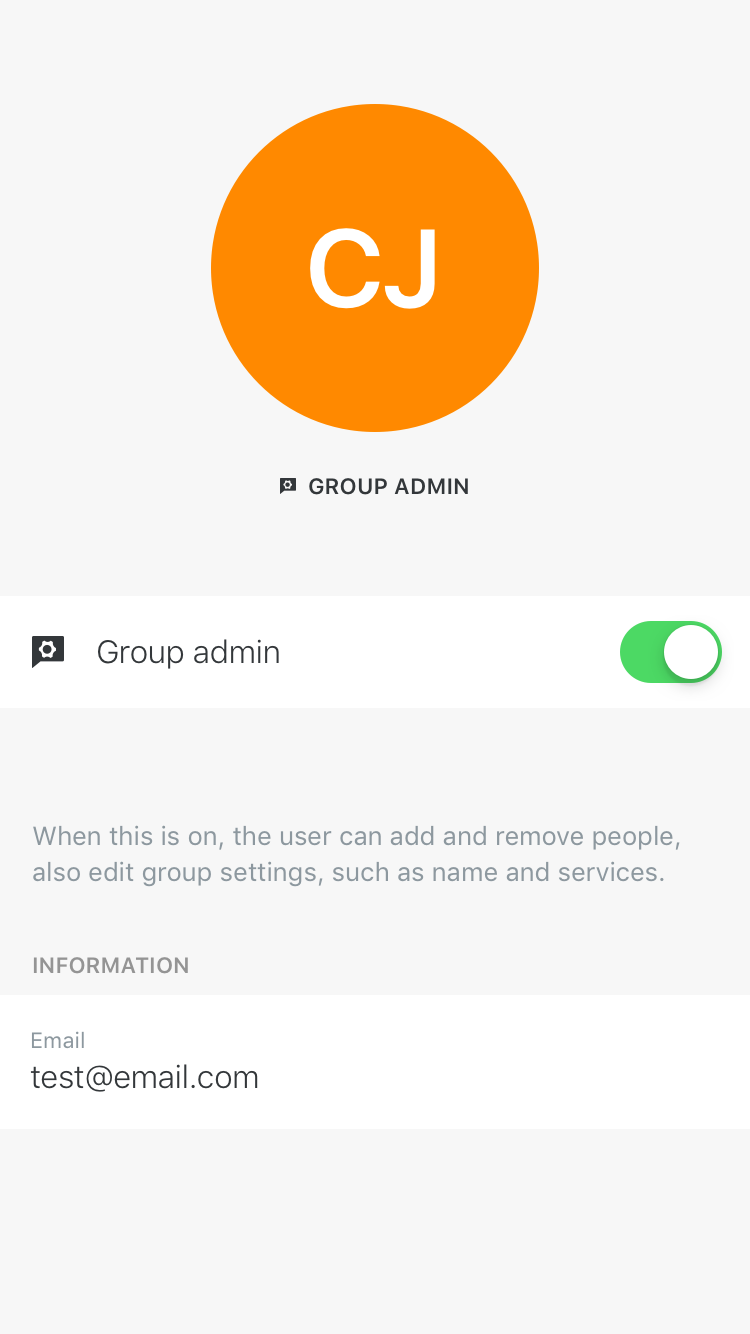 CJ
GROUP ADMIN
Group admin
When this is on, the user can add and remove people,
also edit group settings, such as name and services.
INFORMATION
Email
test@email.com